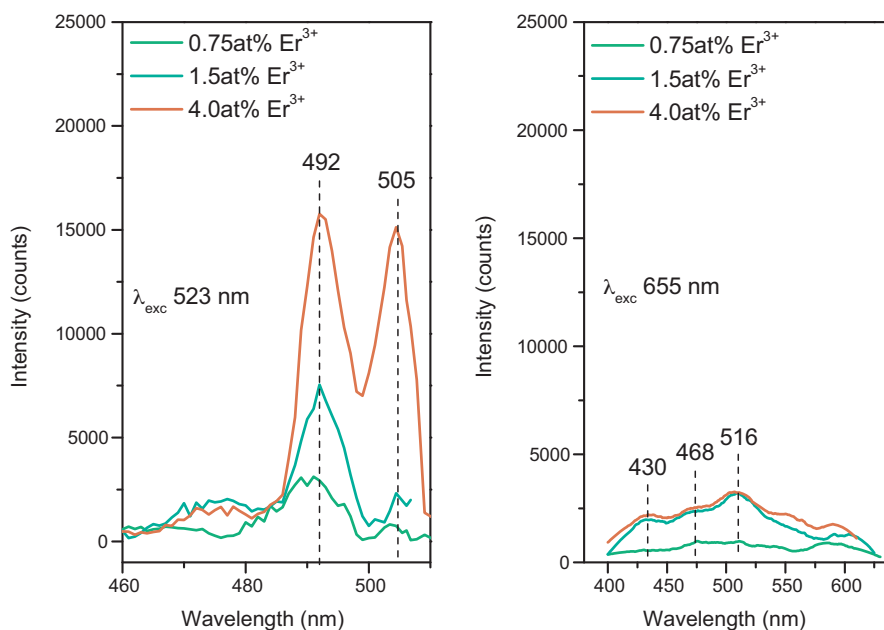 25000
20000
15000
10000
5000
0
Intensity (counts)
0.75at% Er³⁺
1.5at% Er³⁺
4.0at% Er³⁺
492
505
λexc 523 nm
460
480
500
Wavelength (nm)
25000
20000
15000
10000
5000
0
Intensity (counts)
0.75at% Er³⁺
1.5at% Er³⁺
4.0at% Er³⁺
λexc 655 nm
430
468
516
400
450
500
550
600
Wavelength (nm)